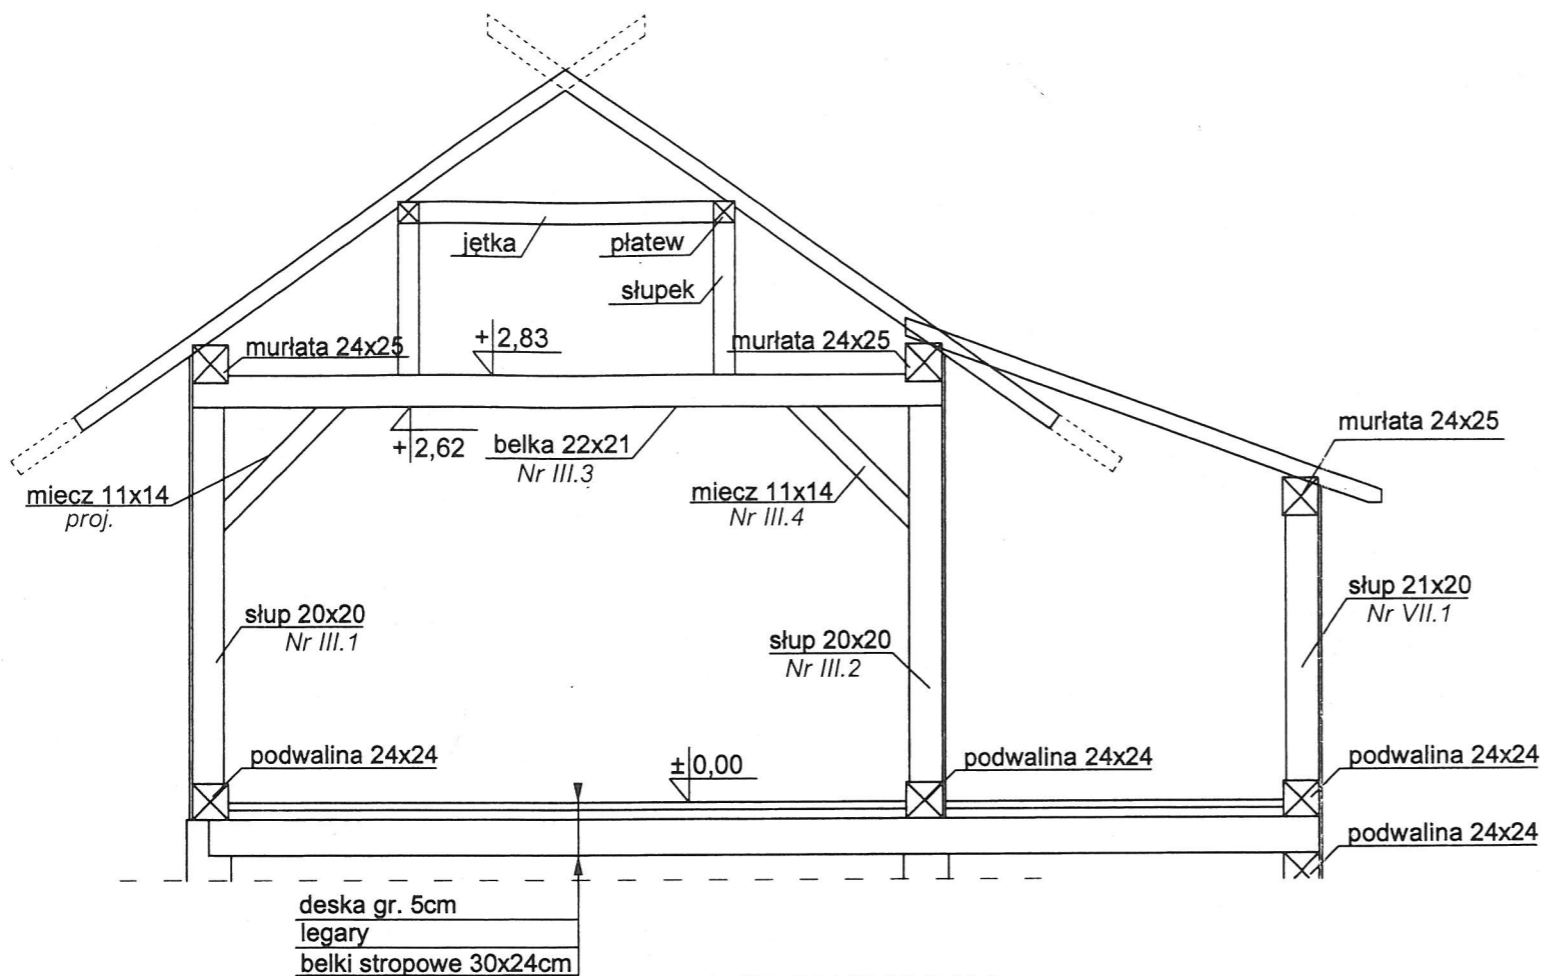 jętka
płatew
słupek
murłata 24x25
+2,83
murłata 24x25
+2,62
belka 22x21
Nr III.3
murłata 24x25
miecz 11x14
proj.
miecz 11x14
Nr III.4
słup 20x20
Nr III.1
słup 20x20
Nr III.2
słup 21x20
Nr VII.1
podwalina 24x24
±0,00
podwalina 24x24
podwalina 24x24
podwalina 24x24
deska gr. 5cm
legary
belki stropowe 30x24cm